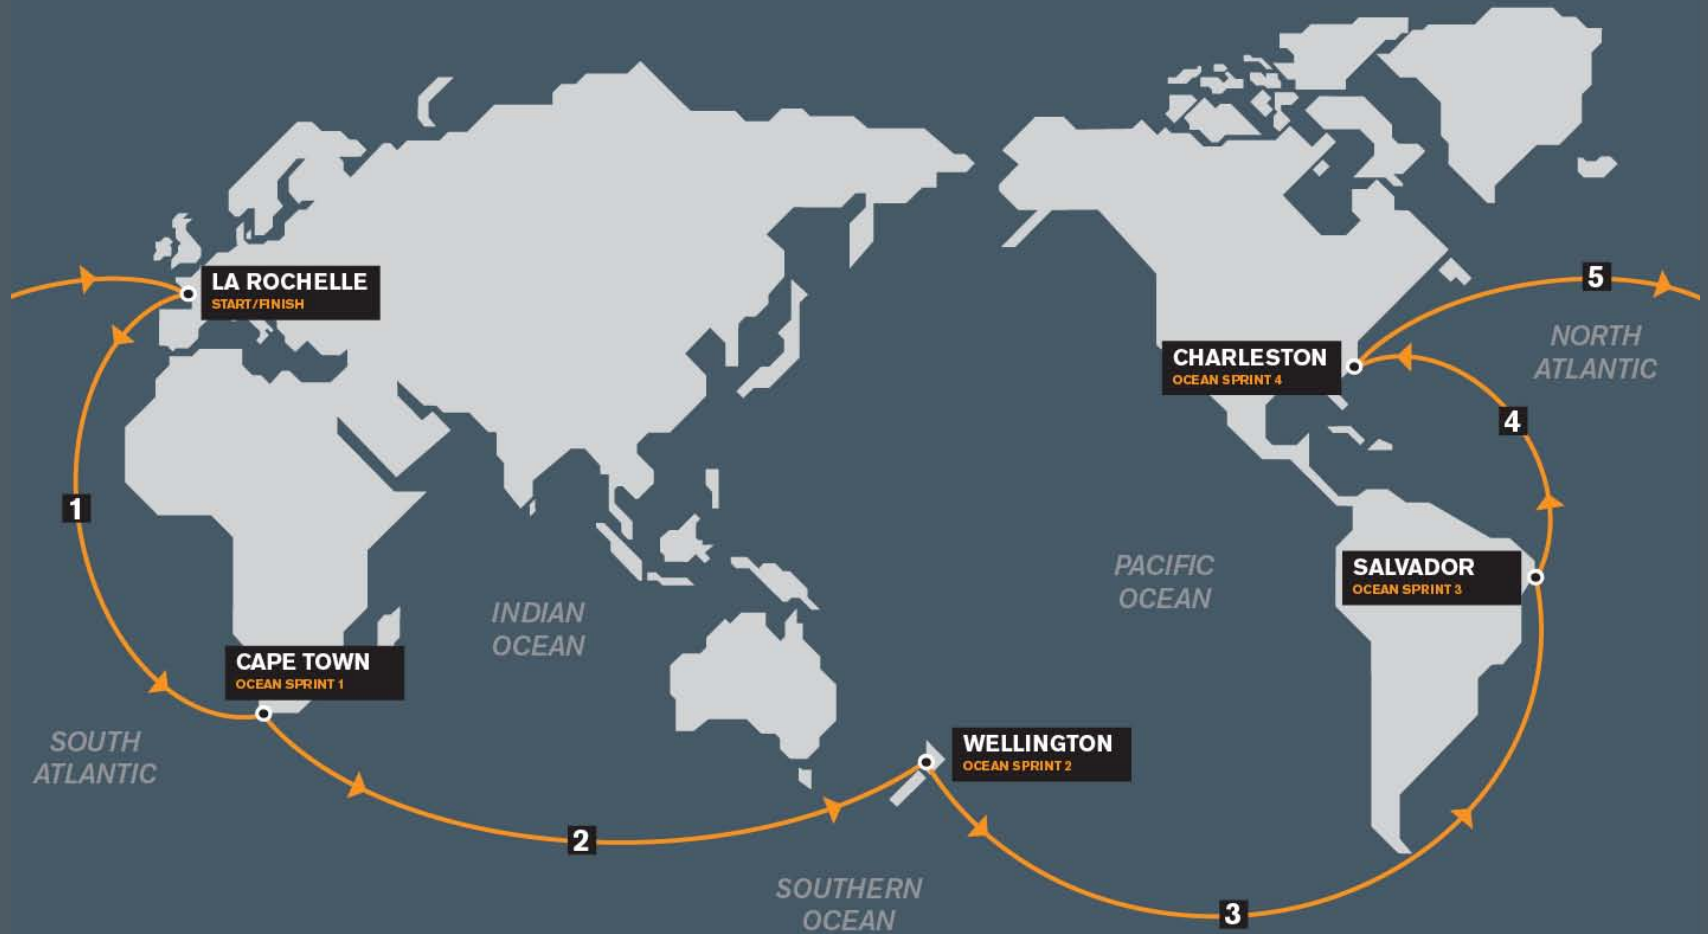 LA ROCHELLE
START/FINISH
5
NORTH
ATLANTIC
CHARLESTON
OCEAN SPRINT 4
4
1
PACIFIC
OCEAN
SALVADOR
OCEAN SPRINT 3
INDIAN
OCEAN
CAPE TOWN
OCEAN SPRINT 1
SOUTH
ATLANTIC
WELLINGTON
OCEAN SPRINT 2
2
SOUTHERN
OCEAN
3